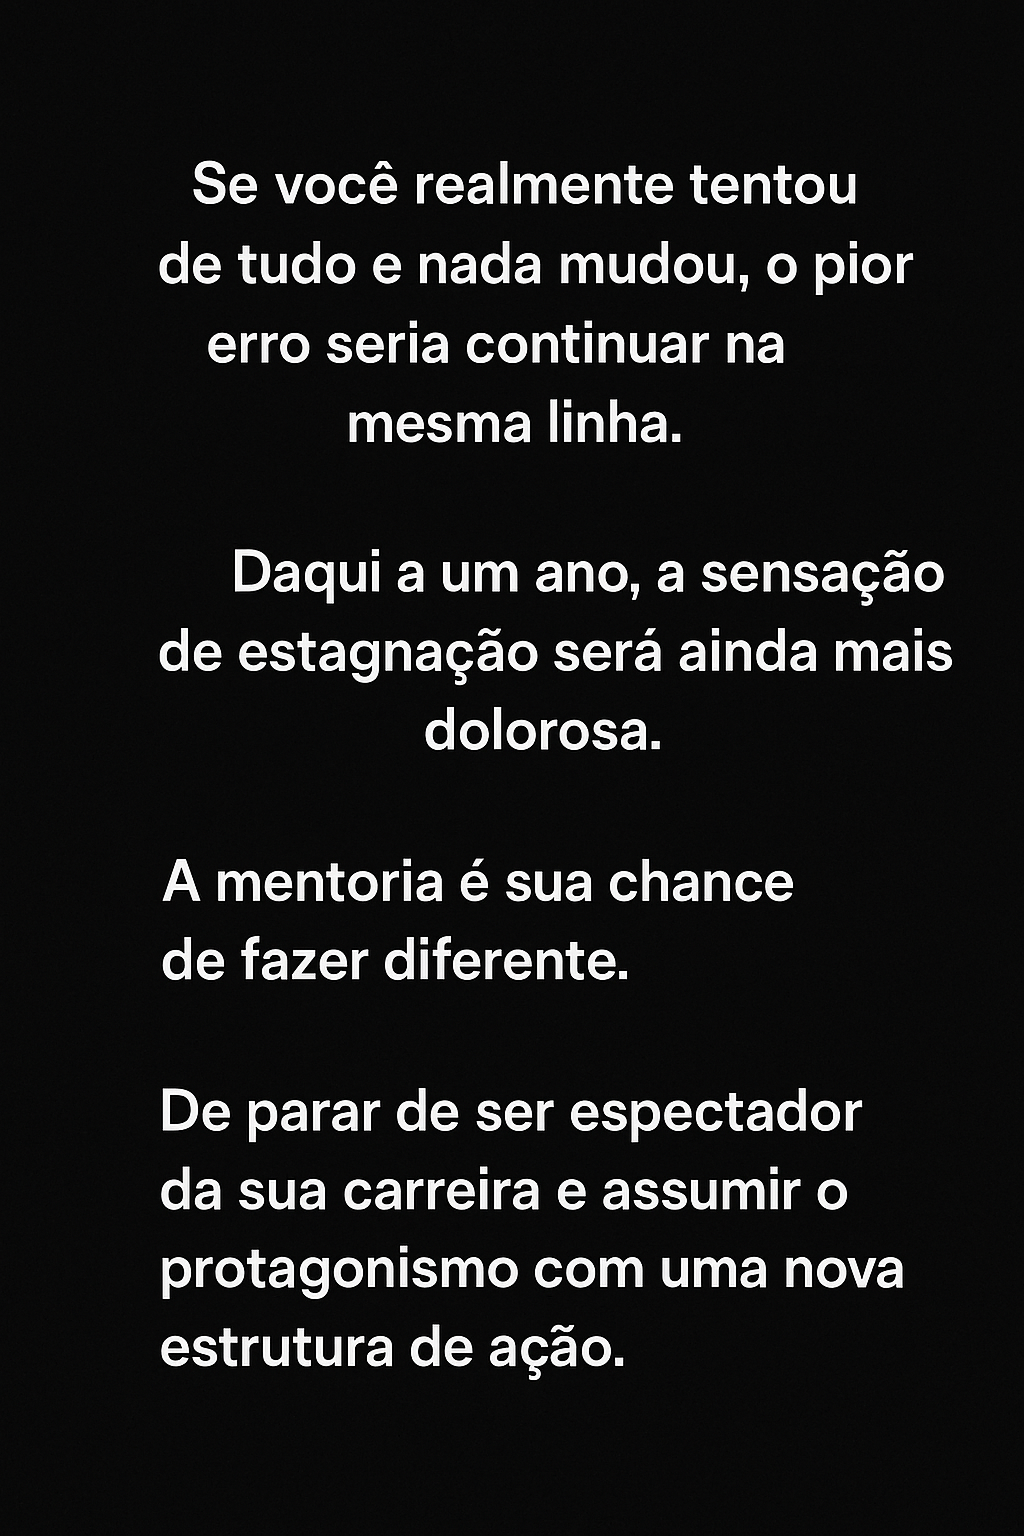 Se você realmente tentou
de tudo e nada mudou, o pior
erro seria continuar na
mesma linha.
Daqui a um ano, a sensação
de estagnação será ainda mais
dolorosa.
A mentoria é sua chance
de fazer diferente.
De parar de ser espectador
da sua carreira e assumir o
protagonismo com uma nova
estrutura de ação.